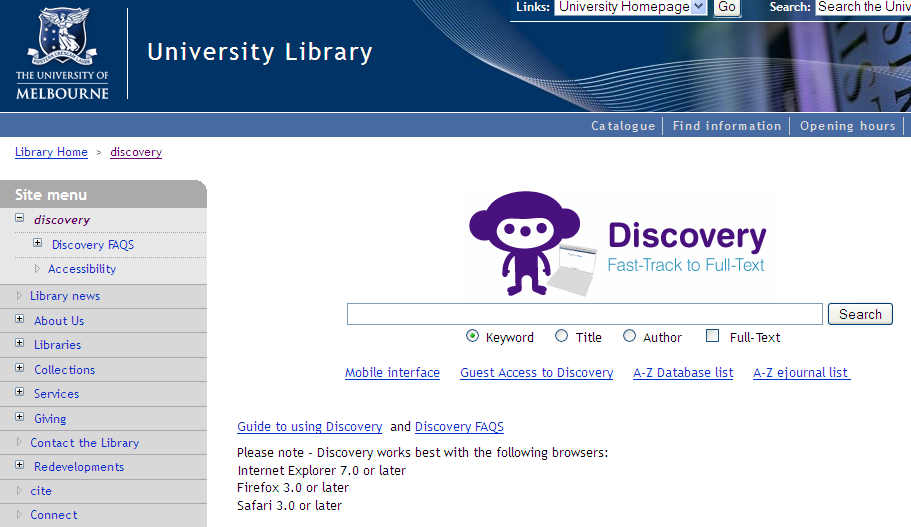 Links: University Homepage Go Search: Search the Univ
THE UNIVERSITY OF
MELBOURNE
University Library
Catalogue Find information Opening hours
Library Home > discovery
Site menu
discovery
Discovery FAQS
Accessibility
Library news
About Us
Libraries
Collections
Services
Giving
Contact the Library
Redevelopments
cite
Connect
Discovery
Fast-Track to Full-Text
Search
Keyword Title Author Full-Text
Mobile interface Guest Access to Discovery A-Z Database list A-Z ejournal list
Guide to using Discovery and Discovery FAQS
Please note - Discovery works best with the following browsers:
Internet Explorer 7.0 or later
Firefox 3.0 or later
Safari 3.0 or later